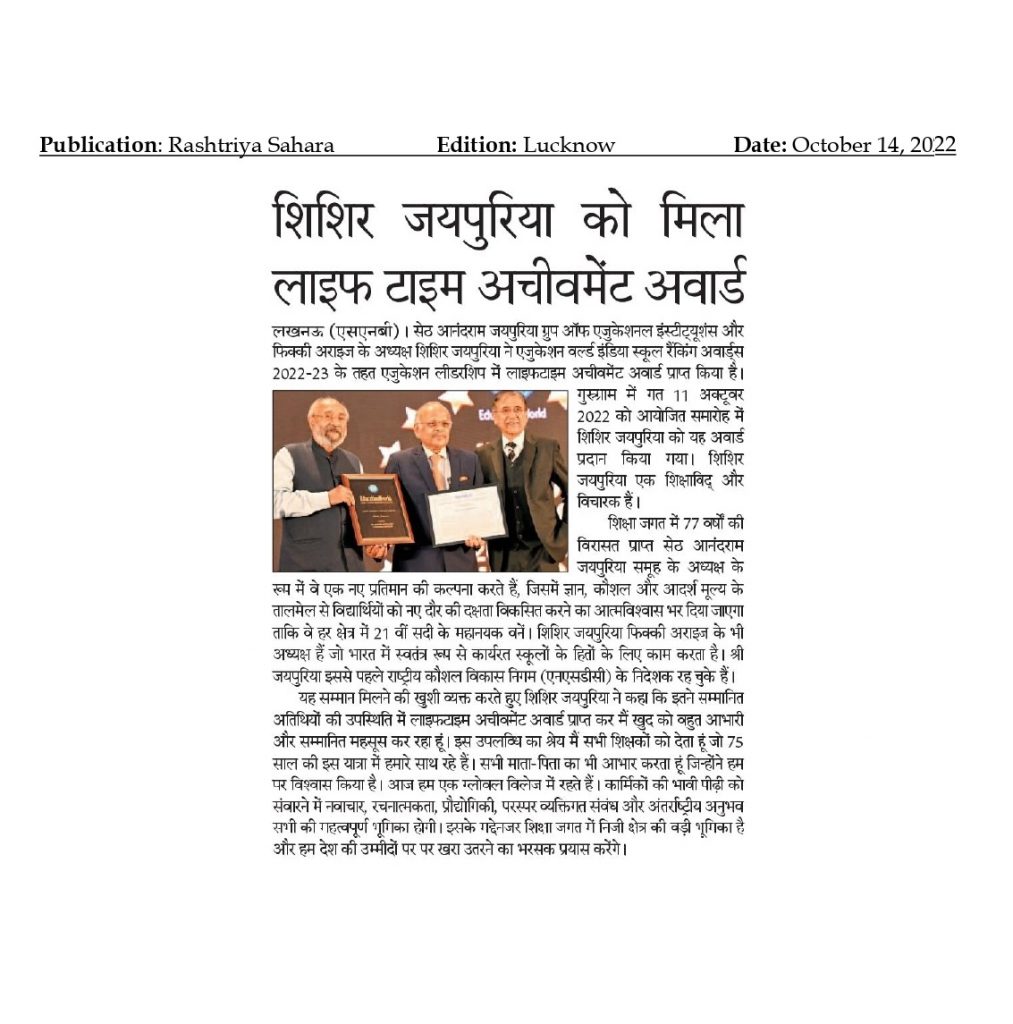 Publication: Rashtriya Sahara Edition: Lucknow Date: October 14, 2022
शिशिर जयपुरिया को मिला
लाइफ टाइम अचीवमेंट अवार्ड
लखनऊ (एसएनबी)। सेठ आनंदराम जयपुरिया ग्रुप ऑफ एजुकेशनल इंस्टीट्यूशंस और
फिक्की अराइज के अध्यक्ष शिशिर जयपुरिया ने एजुकेशन वर्ल्ड इंडिया स्कूल रैंकिंग अवार्ड्स
2022-23 के तहत एजुकेशन लीडरशिप में लाइफटाइम अचीवमेंट अवार्ड प्राप्त किया है।
गुरुग्राम में गत 11 अक्टूवर
2022 को आयोजित समारोह में
शिशिर जयपुरिया को यह अवार्ड
प्रदान किया गया। शिशिर
जयपुरिया एक शिक्षाविद् और
विचारक हैं।
शिक्षा जगत में 77 वर्षों की
विरासत प्राप्त सेठ आनंदराम
जयपुरिया समूह के अध्यक्ष के
रूप में वे एक नए प्रतिमान की कल्पना करते हैं, जिसमें ज्ञान, कौशल और आदर्श मूल्य के
तालमेल से विद्यार्थियों को नए दौर की दक्षता विकसित करने का आत्मविश्वास भर दिया जाएगा
ताकि वे हर क्षेत्र में 21 वीं सदी के महानयक वनें। शिशिर जयपुरिया फिक्की अराइज के भी
अध्यक्ष हैं जो भारत में स्वतंत्र रूप से कार्यरत स्कूलों के हितों के लिए काम करता है। श्री
जयपुरिया इससे पहले राष्ट्रीय कौशल विकास निगम (एनएसडीसी) के निदेशक रह चुके हैं।
यह सम्मान मिलने की खुशी व्यक्त करते हुए शिशिर जयपुरिया ने कहा कि इतने सम्मानित
अतिथियों की उपस्थिति में लाइफटाइम अचीवमेंट अवार्ड प्राप्त कर मैं खुद को वहुत आभारी
और सम्मानित महसूस कर रहा हूं। इस उपलव्धि का श्रेय मैं सभी शिक्षकों को देता हूं जो 75
साल की इस यात्रा में हमारे साथ रहे हैं। सभी माता-पिता का भी आभार करता हूं जिन्होंने हम
पर विश्वास किया है। आज हम एक ग्लोवल विलेज में रहते हैं। कार्मिकों की भावी पीढ़ी को
संवारने में नवाचार, रचनात्मकता, प्रौद्योगिकी, परस्पर व्यक्तिगत संवंध और अंतर्राष्ट्रीय अनुभव
सभी की महत्वपूर्ण भूमिका होगी। इसके मद्देनजर शिक्षा जगत में निजी क्षेत्र की वड़ी भूमिका है
और हम देश की उम्मीदों पर पर खरा उतरने का भरसक प्रयास करेंगे।